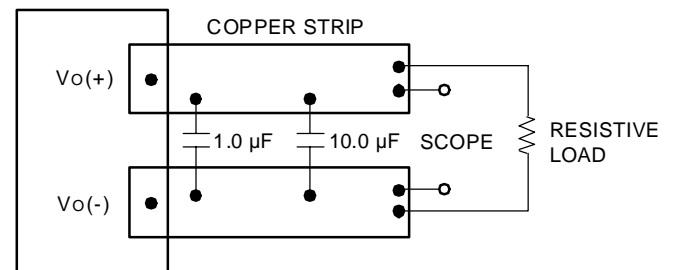 COPPER STRIP
VO(+)
1.0 µF
10.0 µF
SCOPE
RESISTIVE
LOAD
VO(-)